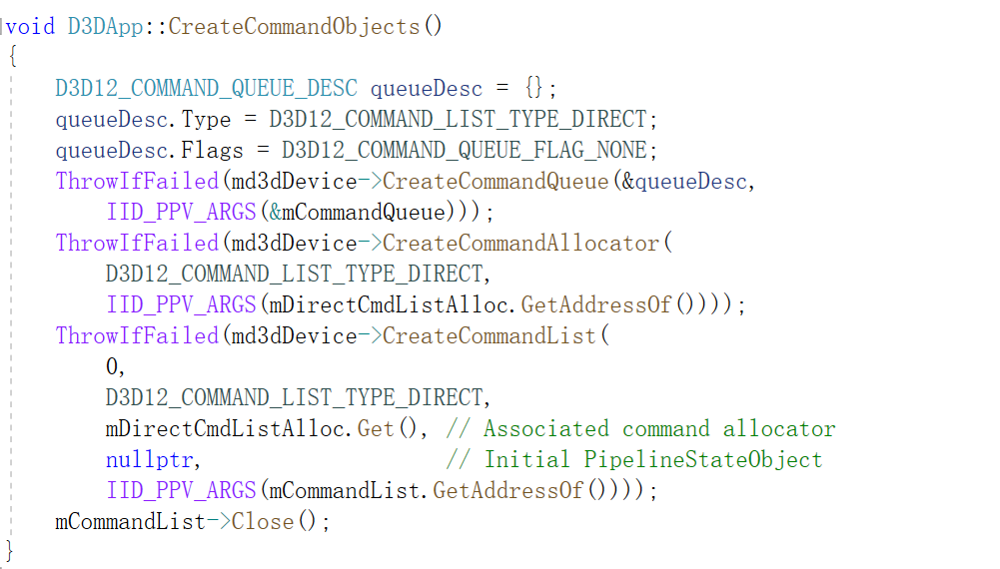 void D3DApp::CreateCommandObjects()
{
    D3D12_COMMAND_QUEUE_DESC queueDesc = {};
    queueDesc.Type = D3D12_COMMAND_LIST_TYPE_DIRECT;
    queueDesc.Flags = D3D12_COMMAND_QUEUE_FLAG_NONE;
    ThrowIfFailed(md3dDevice->CreateCommandQueue(&queueDesc,
        IID_PPV_ARGS(&mCommandQueue)));
    ThrowIfFailed(md3dDevice->CreateCommandAllocator(
        D3D12_COMMAND_LIST_TYPE_DIRECT,
        IID_PPV_ARGS(mDirectCmdListAlloc.GetAddressOf())));
    ThrowIfFailed(md3dDevice->CreateCommandList(
        0,
        D3D12_COMMAND_LIST_TYPE_DIRECT,
        mDirectCmdListAlloc.Get(), // Associated command allocator
        nullptr,                   // Initial PipelineStateObject
        IID_PPV_ARGS(mCommandList.GetAddressOf())));
    mCommandList->Close();
}